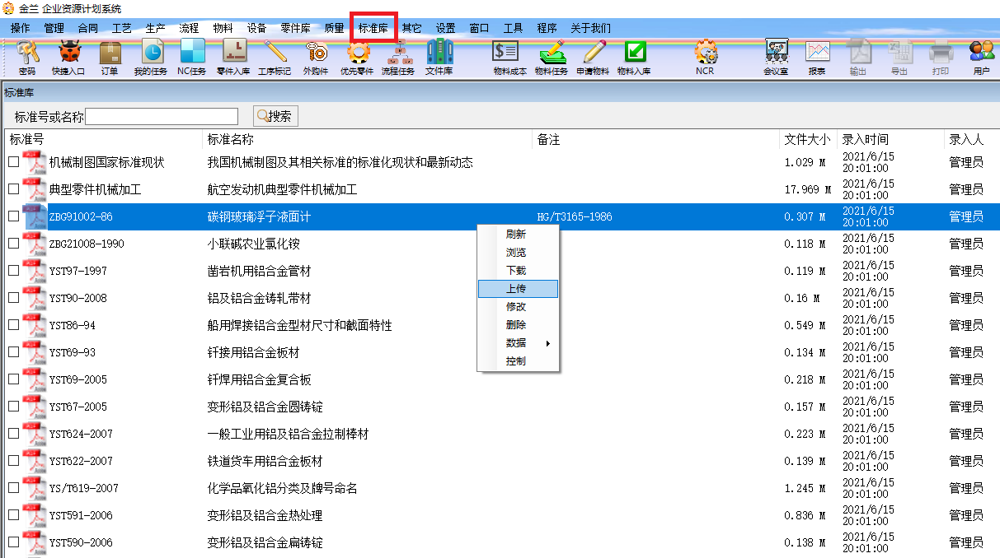 金兰 企业资源计划系统
操作 管理 合同 工艺 生产 流程 物料 设备 零件库 质量 标准库 其它 设置 窗口 工具 程序 关于我们
密码 快捷入口 订单 我的任务 NC任务 零件入库 工序标记 外购件 优先零件 流程任务 文件库 物料成本 物料任务 申请物料 物料入库 NCR 会议室 报表 输出 导出 打印 用户
标准库
标准号或名称 搜索
标准号 标准名称 备注 文件大小 录入时间 录入人
机械制图国家标准现状 我国机械制图及其相关标准的标准化现状和最新动态 1.029 M 2021/6/15 20:01:00 管理员
典型零件机械加工 航空发动机典型零件机械加工 17.969 M 2021/6/15 20:01:00 管理员
ZBG91002-86 碳钢玻璃浮子液面计 HG/T3165-1986 0.307 M 2021/6/15 20:01:00 管理员
ZBG21008-1990 小联碱农业氯化铵 0.118 M 2021/6/15 20:01:00 管理员
YST97-1997 凿岩机用铝合金管材 0.119 M 2021/6/15 20:01:00 管理员
YST90-2008 铝及铝合金铸轧带材 0.16 M 2021/6/15 20:01:00 管理员
YST86-94 船用焊接铝合金型材尺寸和截面特性 0.549 M 2021/6/15 20:01:00 管理员
YST69-93 钎接用铝合金板材 0.134 M 2021/6/15 20:01:00 管理员
YST69-2005 钎焊用铝合金复合板 0.218 M 2021/6/15 20:01:00 管理员
YST67-2005 变形铝及铝合金圆铸锭 0.157 M 2021/6/15 20:01:00 管理员
YST624-2007 一般工业用铝及铝合金拉制棒材 0.223 M 2021/6/15 20:01:00 管理员
YST622-2007 铁道货车用铝合金板材 0.139 M 2021/6/15 20:01:00 管理员
YS/T619-2007 化学品氧化铝分类及牌号命名 1.245 M 2021/6/15 20:01:00 管理员
YST591-2006 变形铝及铝合金热处理 0.836 M 2021/6/15 20:01:00 管理员
YST590-2006 变形铝及铝合金扁铸锭 0.138 M 2021/6/15 20:01:00 管理员
刷新
浏览
下载
上传
修改
删除
数据
控制